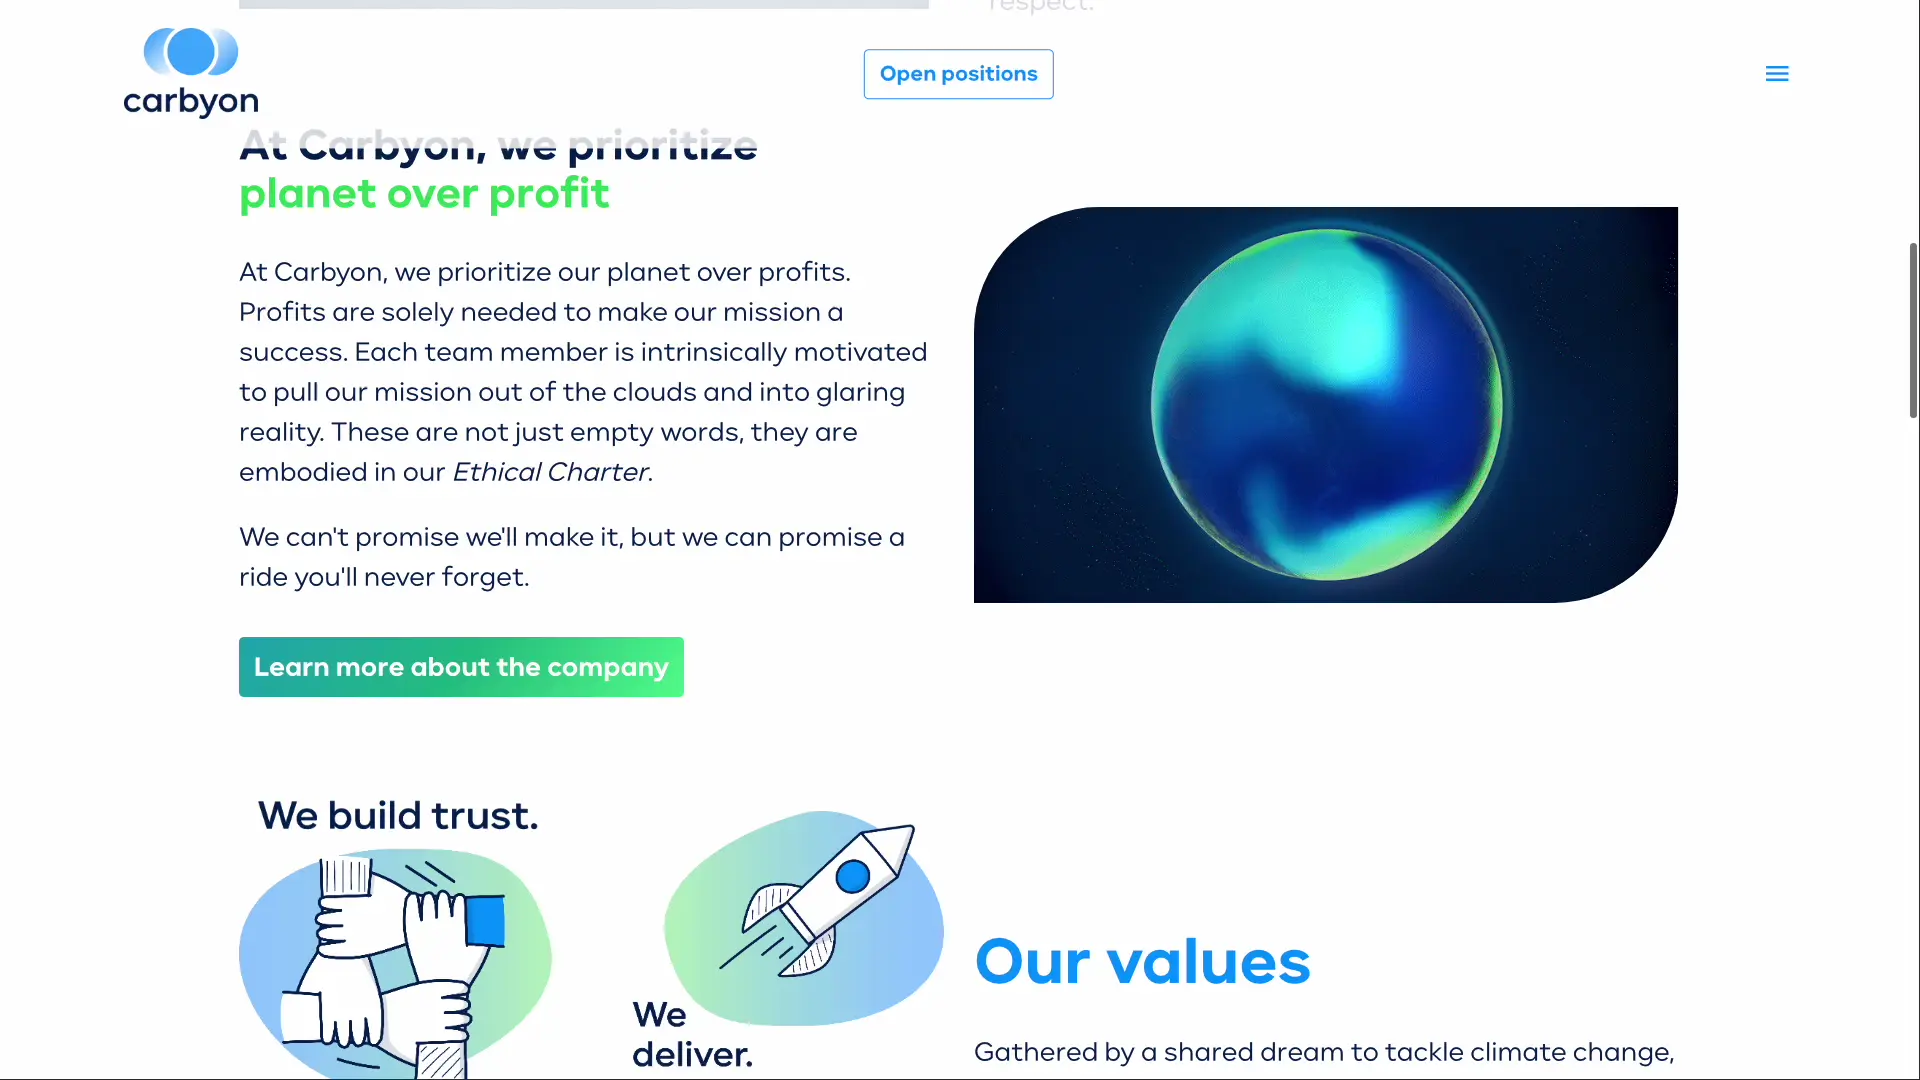 respect.
carbyon
Open positions
At Carbyon, we prioritize
planet over profit
At Carbyon, we prioritize our planet over profits.
Profits are solely needed to make our mission a
success. Each team member is intrinsically motivated
to pull our mission out of the clouds and into glaring
reality. These are not just empty words, they are
embodied in our Ethical Charter.
We can't promise we'll make it, but we can promise a
ride you'll never forget.
Learn more about the company
We build trust.
We
deliver.
Our values
Gathered by a shared dream to tackle climate change,